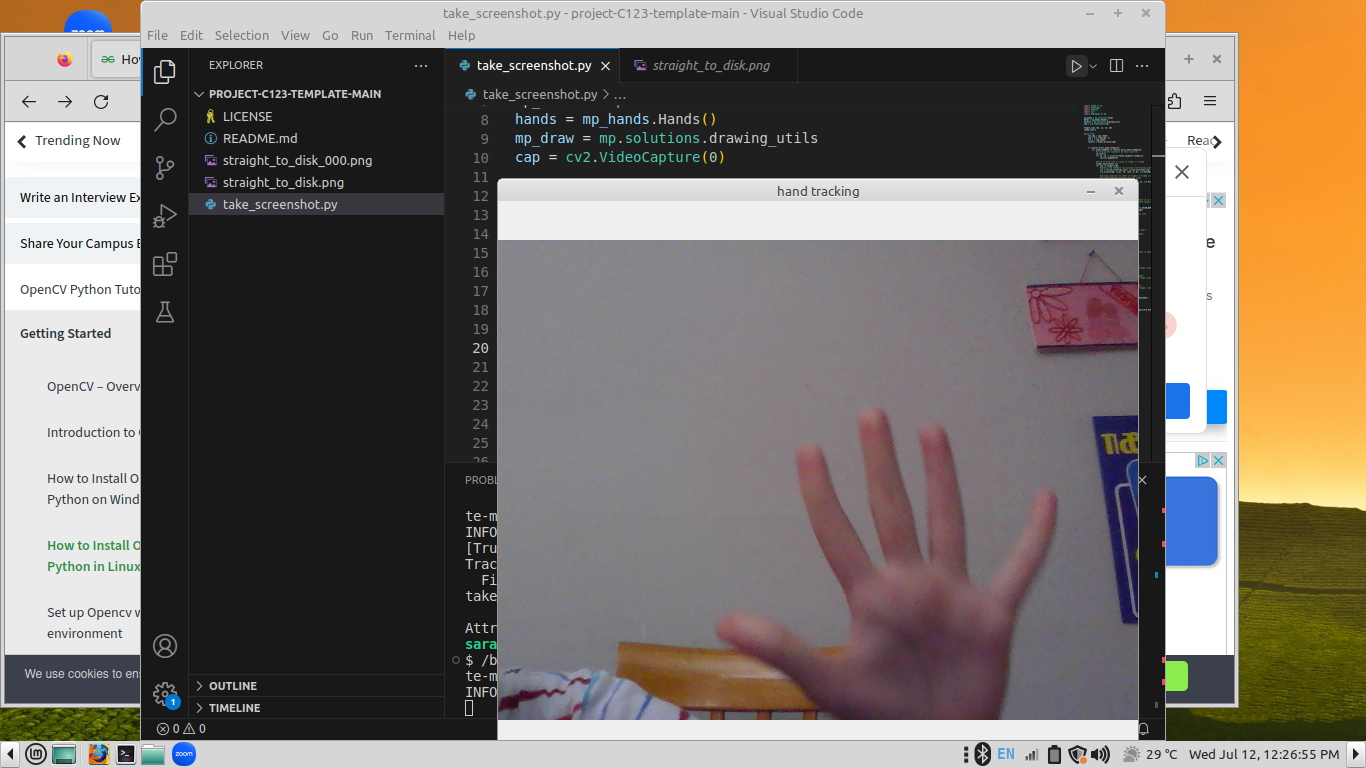 take_screenshot.py - project-C123-template-main - Visual Studio Code
File Edit Selection View Go Run Terminal Help
zoom
EXPLORER
take_screenshot.py
straight_to_disk.png
take_screenshot.py > ...
PROJECT-C123-TEMPLATE-MAIN
LICENSE
README.md
straight_to_disk_000.png
straight_to_disk.png
take_screenshot.py
OUTLINE
TIMELINE
8 hands = mp_hands.Hands()
9 mp_draw = mp.solutions.drawing_utils
10 cap = cv2.VideoCapture(0)
11
12
13
14
15
16
17
18
19
20
21
22
23
24
25
26
hand tracking
PROBL
te-m
INFO
[Tru
Trac
Fi
take
Attr
sara
$ /b
te-m
INFO
1
0 0
Ho
Trending Now
Write an Interview Ex
Share Your Campus E
OpenCV Python Tuto
Getting Started
OpenCV – Overv
Introduction to
How to Install O
Python on Wind
How to Install O
Python in Linux
Set up Opencv w
environment
We use cookies to ens
Reac
e
s
zoom
EN
29 °C
Wed Jul 12, 12:26:55 PM